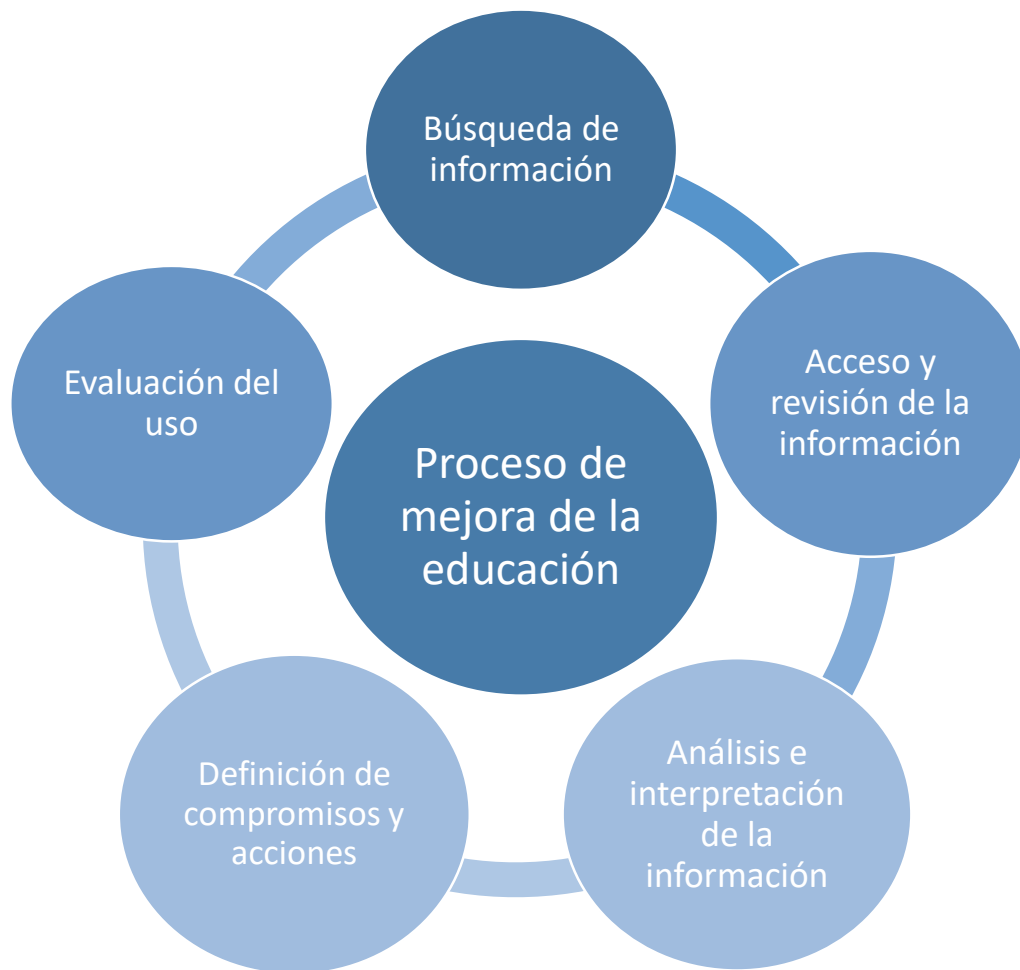 Búsqueda de
información
Acceso y
revisión de la
información
Análisis e
interpretación
de la
información
Definición de
compromisos y
acciones
Evaluación del
uso
Proceso de
mejora de la
educación